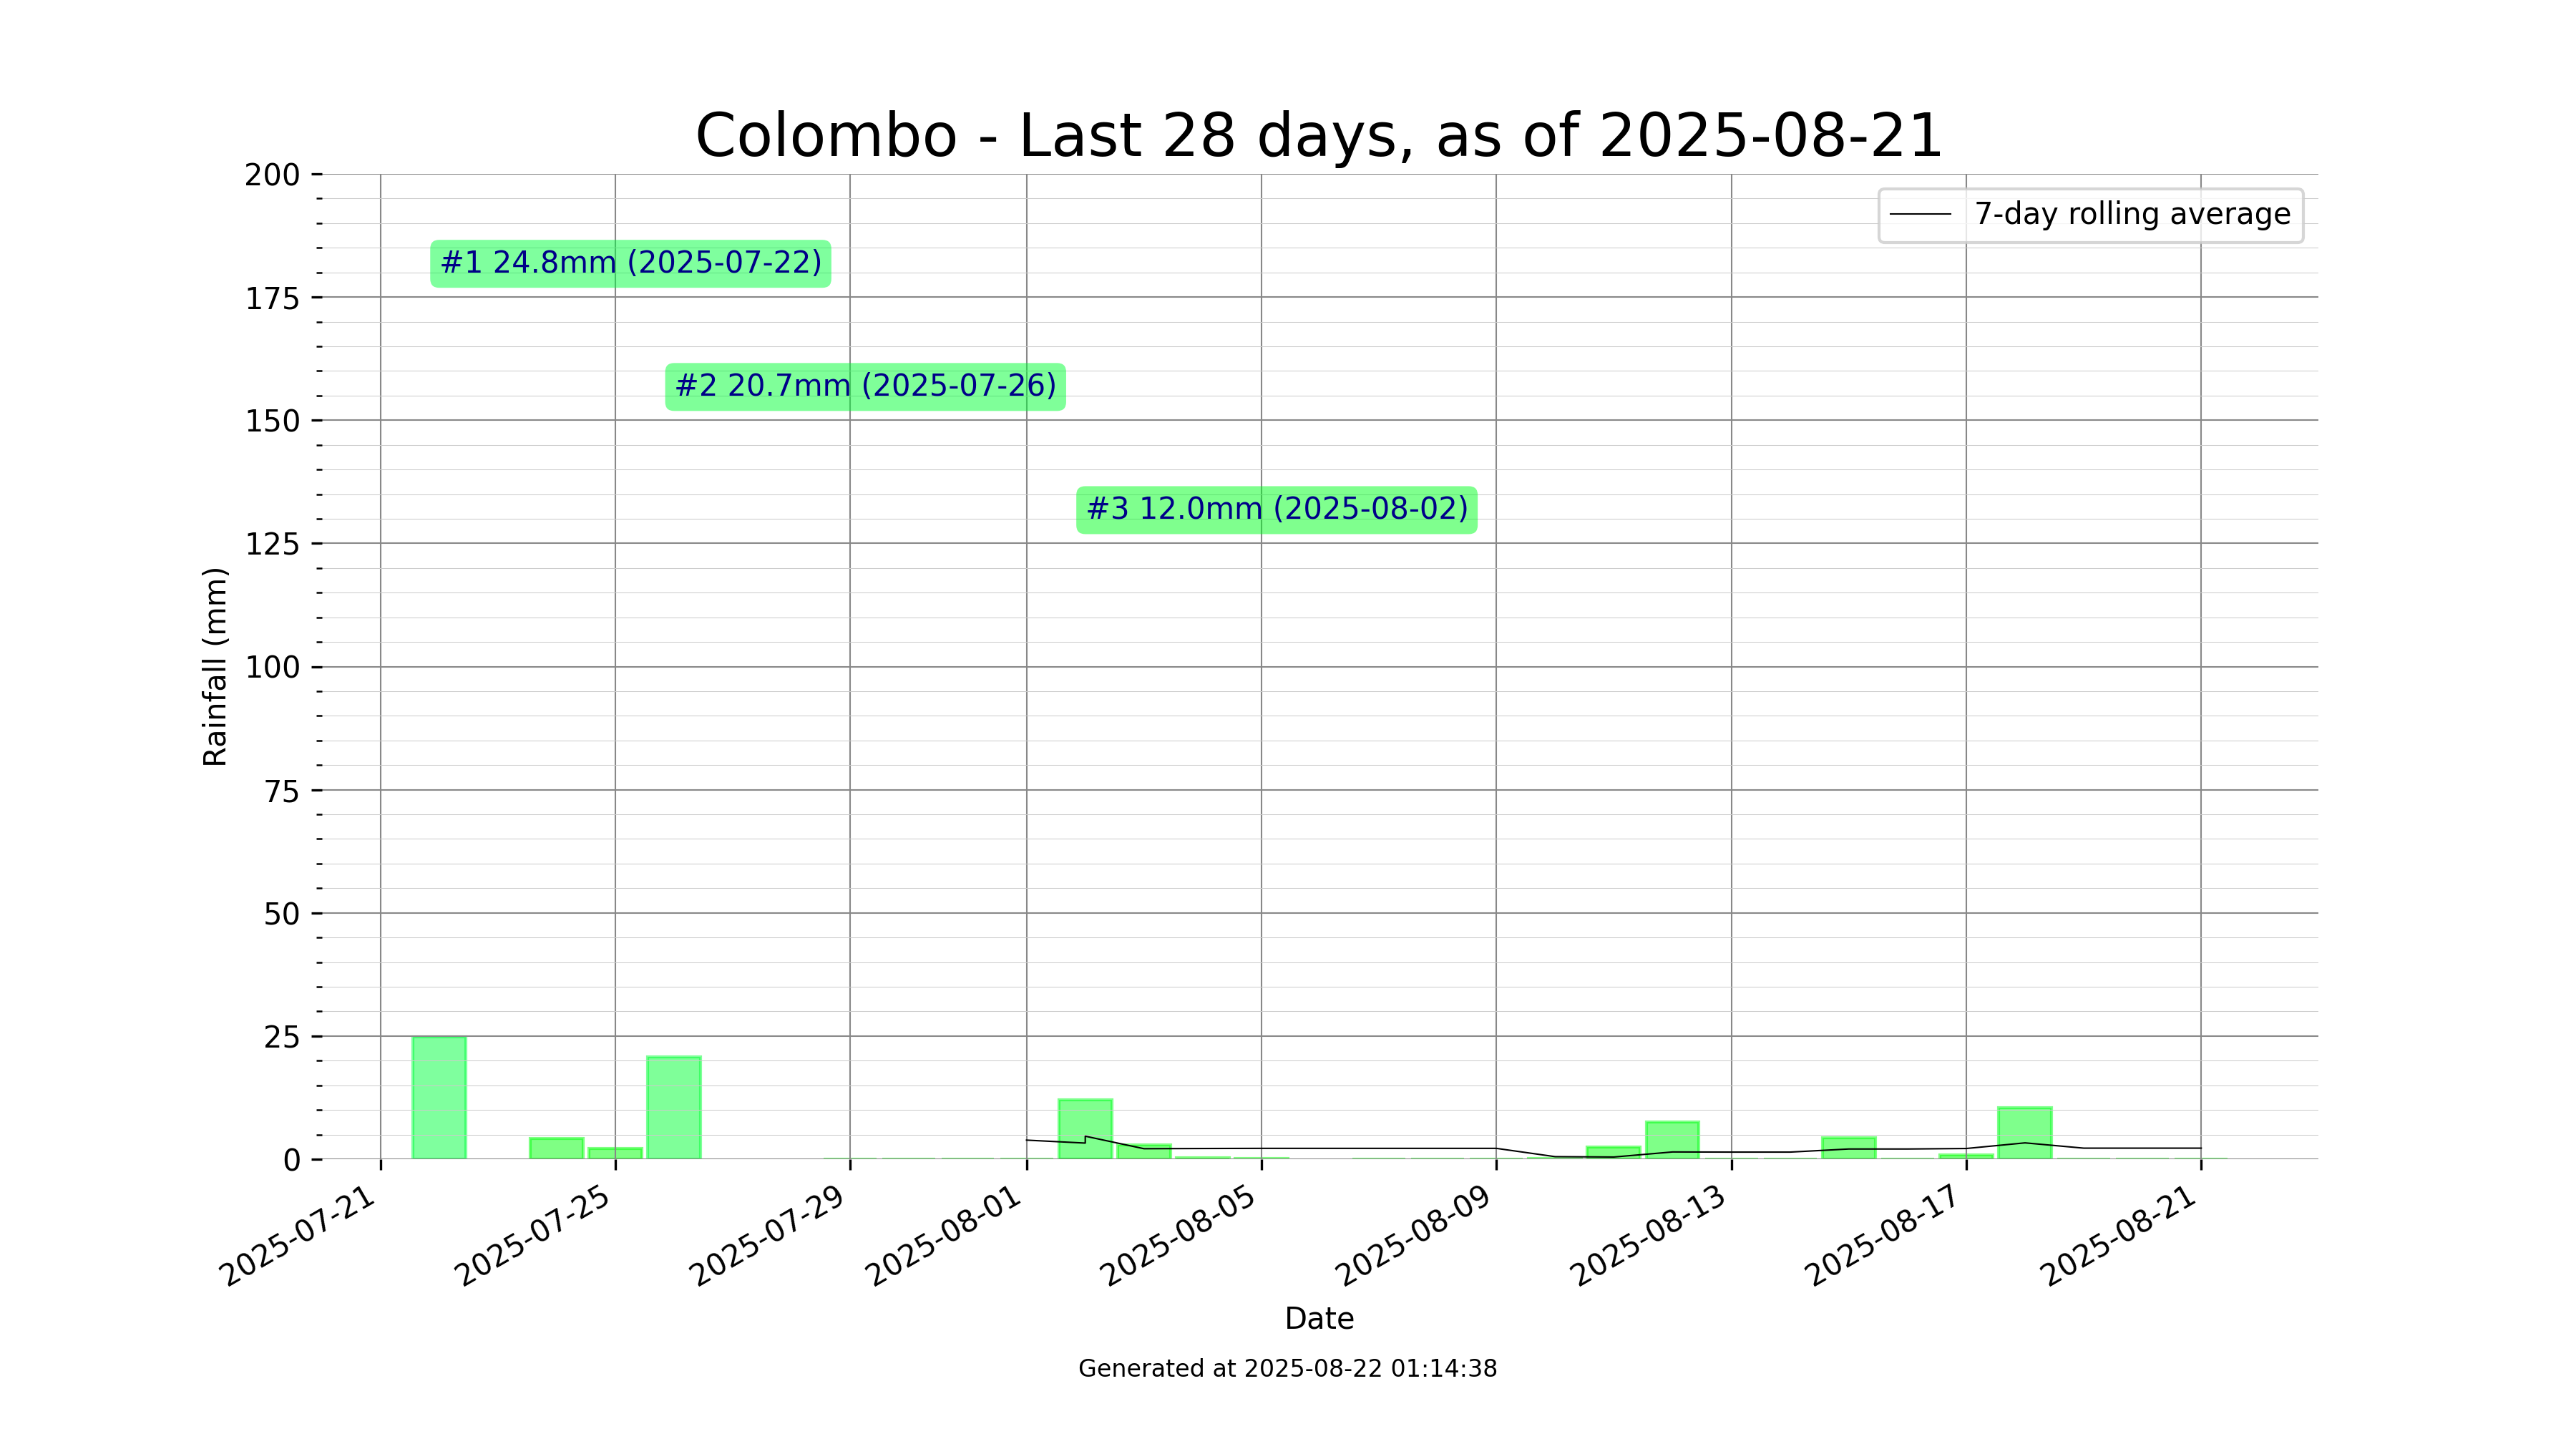 Colombo - Last 28 days, as of 2025-08-21
200
175
150
125
100
75
50
25
0
Rainfall (mm)
7-day rolling average
#1 24.8mm (2025-07-22)
#2 20.7mm (2025-07-26)
#3 12.0mm (2025-08-02)
2025-07-21
2025-07-25
2025-07-29
2025-08-01
2025-08-05
2025-08-09
2025-08-13
2025-08-17
2025-08-21
Date
Generated at 2025-08-22 01:14:38